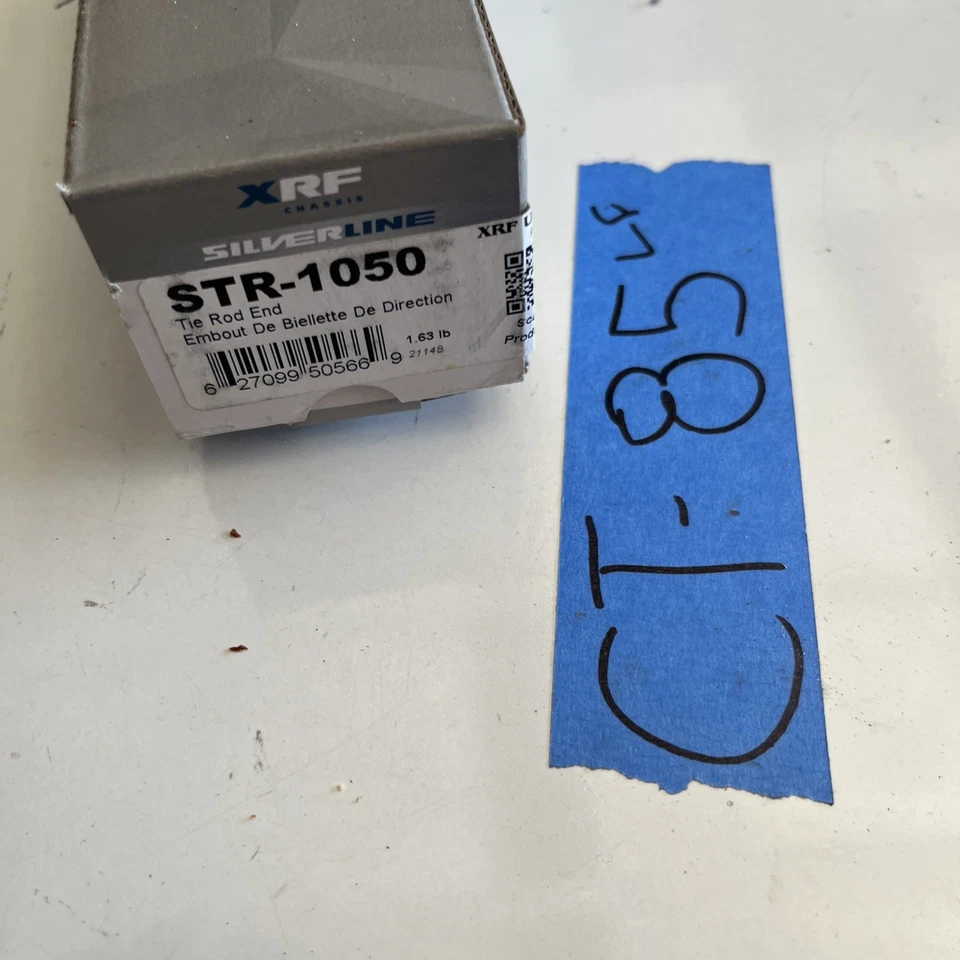 XRF
CHASSIS
SILVERLINE
XRF
STR-1050
Tie Rod End
Embout De Biellette De Direction
1.63 lb
21148
6 27099 50566 9
CT-85